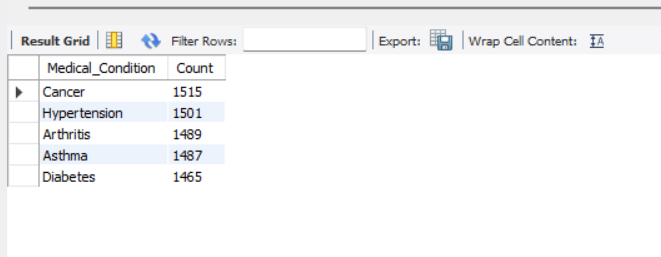 Result Grid Filter Rows: Export: Wrap Cell Content: IA
Medical_Condition Count
Cancer 1515
Hypertension 1501
Arthritis 1489
Asthma 1487
Diabetes 1465